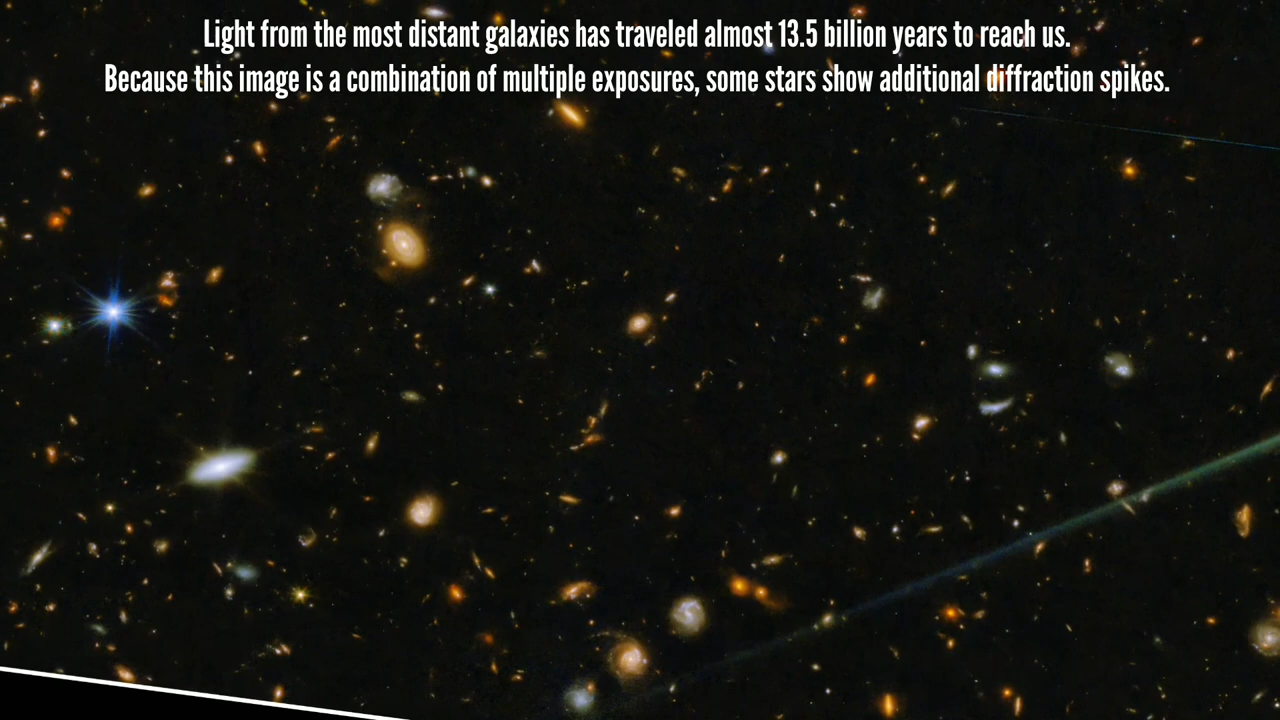 Light from the most distant galaxies has traveled almost 13.5 billion years to reach us.
Because this image is a combination of multiple exposures, some stars show additional diffraction spikes.